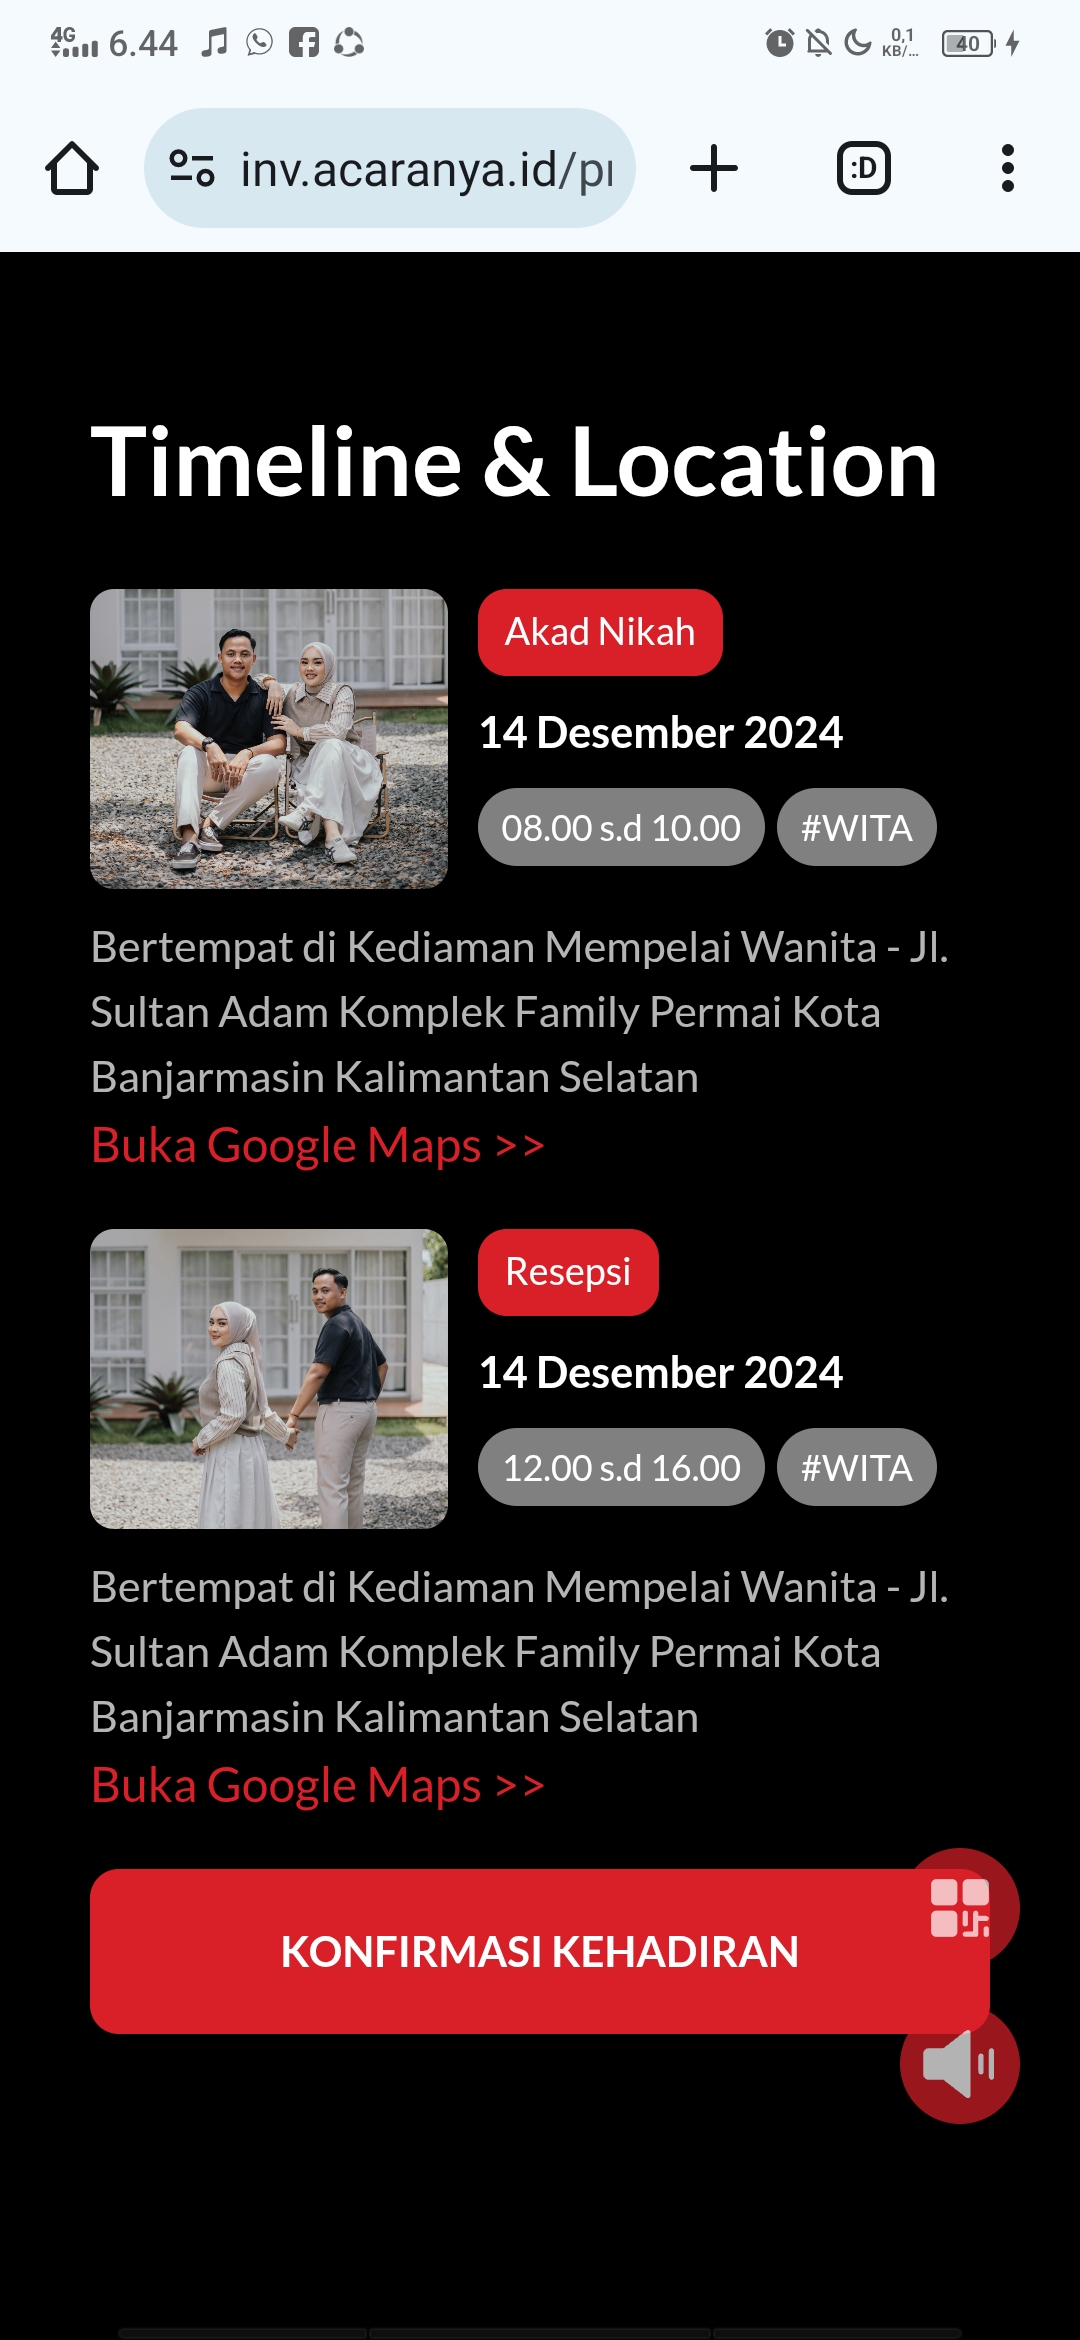 4G 6.44 0,1 KB/... 40
inv.acaranya.id/pr :D
Timeline & Location
Akad Nikah
14 Desember 2024
08.00 s.d 10.00 #WITA
Bertempat di Kediaman Mempelai Wanita - Jl.
Sultan Adam Komplek Family Permai Kota
Banjarmasin Kalimantan Selatan
Buka Google Maps >>
Resepsi
14 Desember 2024
12.00 s.d 16.00 #WITA
Bertempat di Kediaman Mempelai Wanita - Jl.
Sultan Adam Komplek Family Permai Kota
Banjarmasin Kalimantan Selatan
Buka Google Maps >>
KONFIRMASI KEHADIRAN